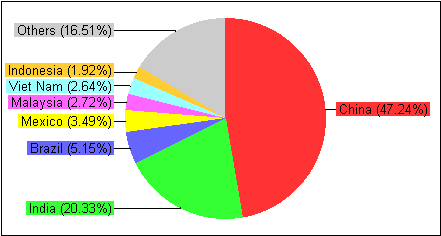 Others (16.51%)
Indonesia (1.92%)
Viet Nam (2.64%)
Malaysia (2.72%)
Mexico (3.49%)
Brazil (5.15%)
India (20.33%)
China (47.24%)